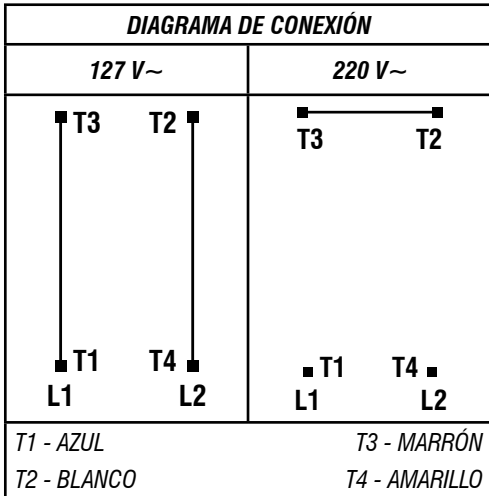 DIAGRAMA DE CONEXIÓN
127 V~ 220 V~
T3 T2 T3 T2
T1 T4 T1 T4
L1 L2 L1 L2
T1 - AZUL T3 - MARRÓN
T2 - BLANCO T4 - AMARILLO